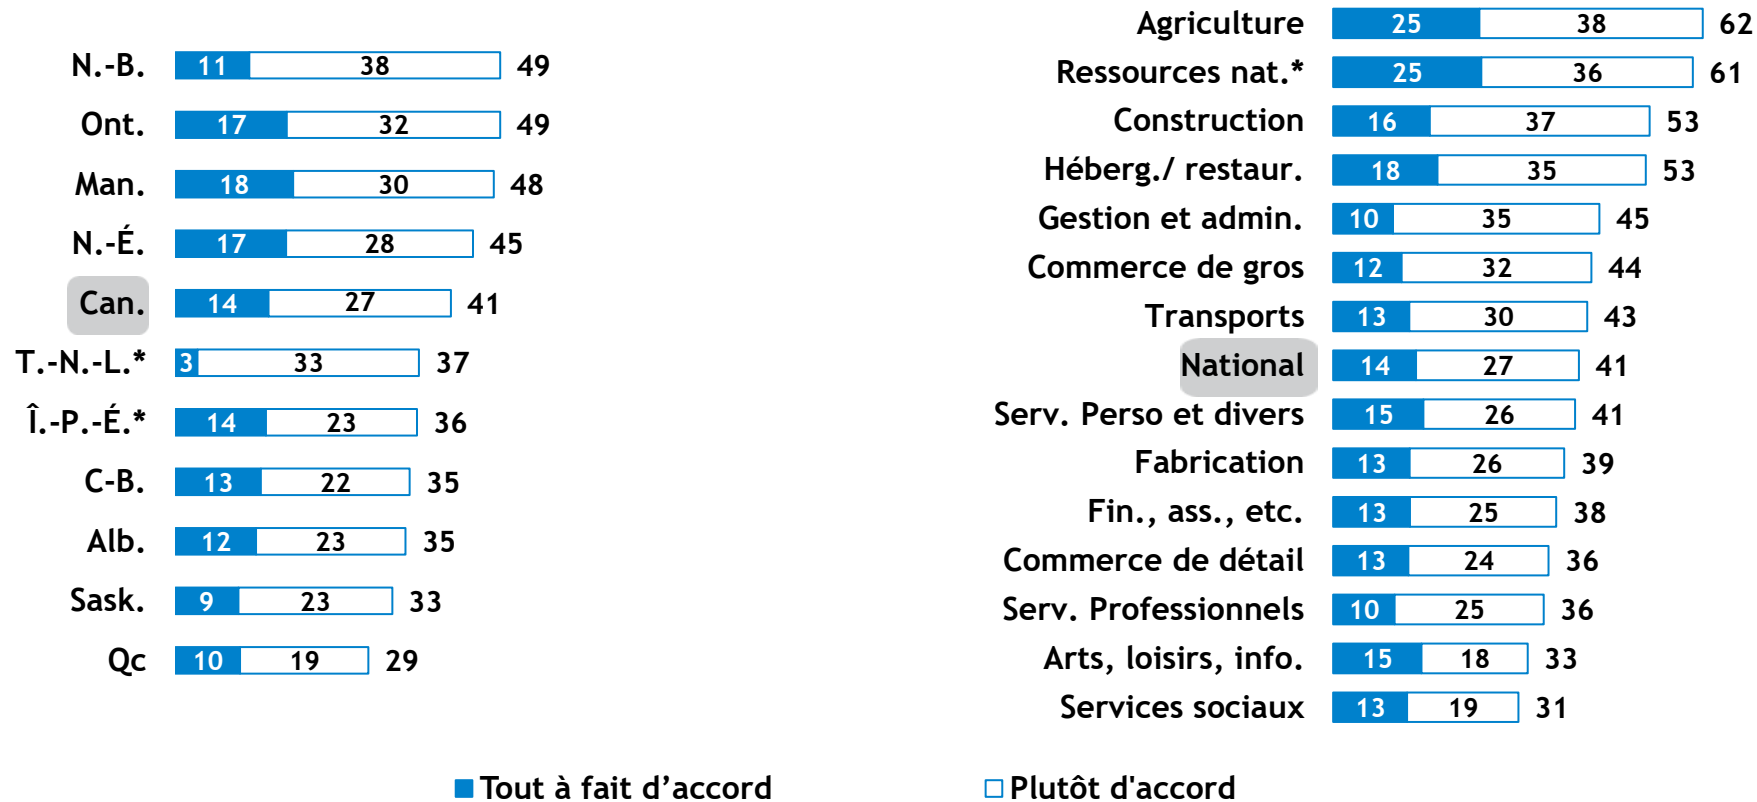 N.-B. 11 38 49
Ont. 17 32 49
Man. 18 30 48
N.-É. 17 28 45
Can. 14 27 41
T.-N.-L.* 3 33 37
Î.-P.-É.* 14 23 36
C-B. 13 22 35
Alb. 12 23 35
Sask. 9 23 33
Qc 10 19 29
Agriculture 25 38 62
Ressources nat.* 25 36 61
Construction 16 37 53
Héberg./ restaur. 18 35 53
Gestion et admin. 10 35 45
Commerce de gros 12 32 44
Transports 13 30 43
National 14 27 41
Serv. Perso et divers 15 26 41
Fabrication 13 26 39
Fin., ass., etc. 13 25 38
Commerce de détail 13 24 36
Serv. Professionnels 10 25 36
Arts, loisirs, info. 15 18 33
Services sociaux 13 19 31
Tout à fait d’accord Plutôt d'accord